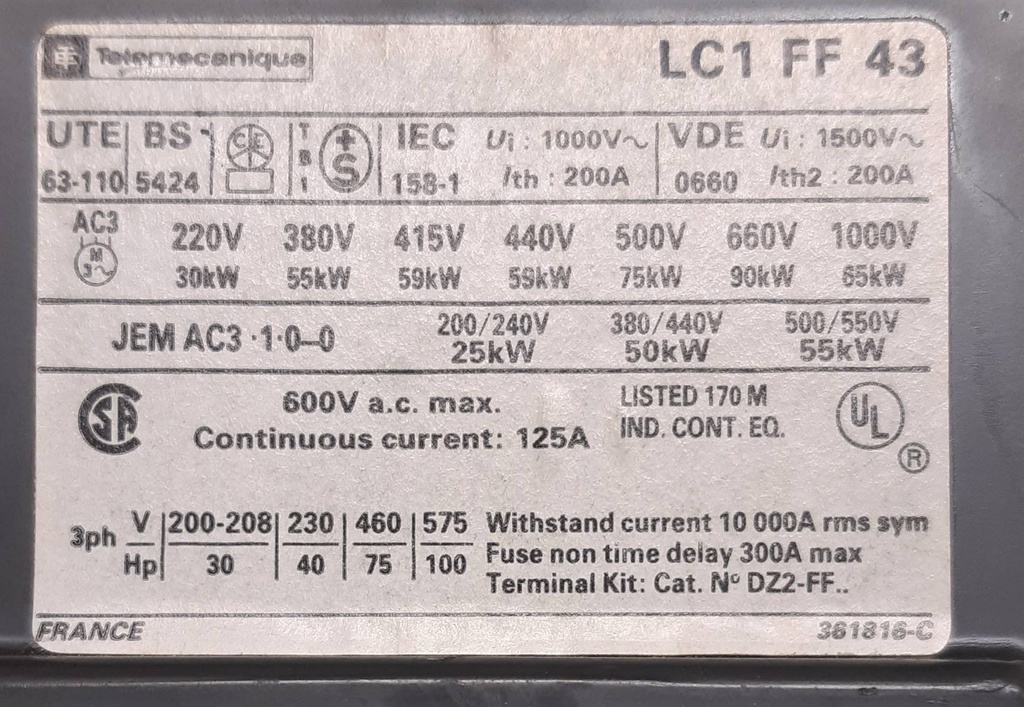 Telemecanique
LC1 FF 43
UTE BS IEC Ui : 1000V~ VDE Ui : 1500V~
63-110 5424 158-1 Ith : 200A 0660 Ith2 : 200A
AC3 220V 380V 415V 440V 500V 660V 1000V
M 3~ 30kW 55kW 59kW 59kW 75kW 90kW 65kW
JEM AC3 ·1·0-0 200/240V 380/440V 500/550V
25kW 50kW 55kW
600V a.c. max. LISTED 170 M
Continuous current: 125A IND. CONT. EQ.
SA UL ®
3ph V 200-208 230 460 575 Withstand current 10 000A rms sym
Hp 30 40 75 100 Fuse non time delay 300A max
Terminal Kit: Cat. N° DZ2-FF..
FRANCE 361816-C